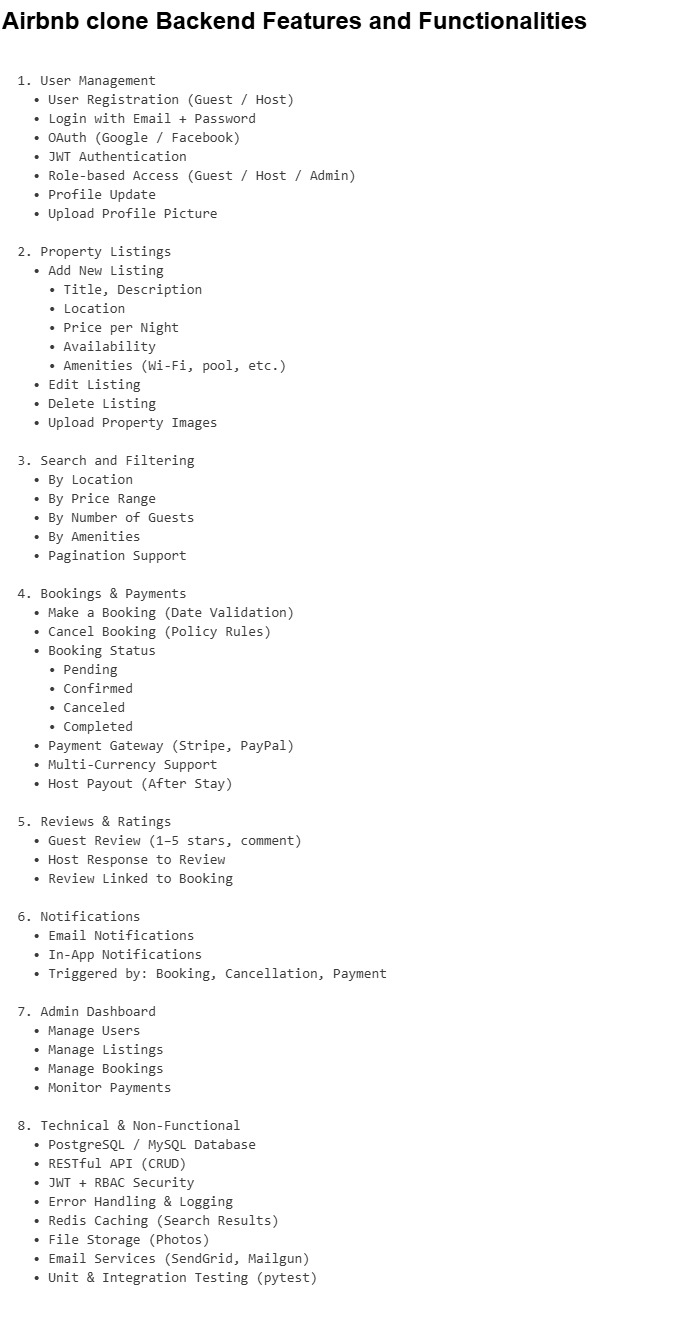 Airbnb clone Backend Features and Functionalities
1. User Management
• User Registration (Guest / Host)
• Login with Email + Password
• OAuth (Google / Facebook)
• JWT Authentication
• Role-based Access (Guest / Host / Admin)
• Profile Update
• Upload Profile Picture
2. Property Listings
• Add New Listing
• Title, Description
• Location
• Price per Night
• Availability
• Amenities (Wi-Fi, pool, etc.)
• Edit Listing
• Delete Listing
• Upload Property Images
3. Search and Filtering
• By Location
• By Price Range
• By Number of Guests
• By Amenities
• Pagination Support
4. Bookings & Payments
• Make a Booking (Date Validation)
• Cancel Booking (Policy Rules)
• Booking Status
• Pending
• Confirmed
• Canceled
• Completed
• Payment Gateway (Stripe, PayPal)
• Multi-Currency Support
• Host Payout (After Stay)
5. Reviews & Ratings
• Guest Review (1–5 stars, comment)
• Host Response to Review
• Review Linked to Booking
6. Notifications
• Email Notifications
• In-App Notifications
• Triggered by: Booking, Cancellation, Payment
7. Admin Dashboard
• Manage Users
• Manage Listings
• Manage Bookings
• Monitor Payments
8. Technical & Non-Functional
• PostgreSQL / MySQL Database
• RESTful API (CRUD)
• JWT + RBAC Security
• Error Handling & Logging
• Redis Caching (Search Results)
• File Storage (Photos)
• Email Services (SendGrid, Mailgun)
• Unit & Integration Testing (pytest)